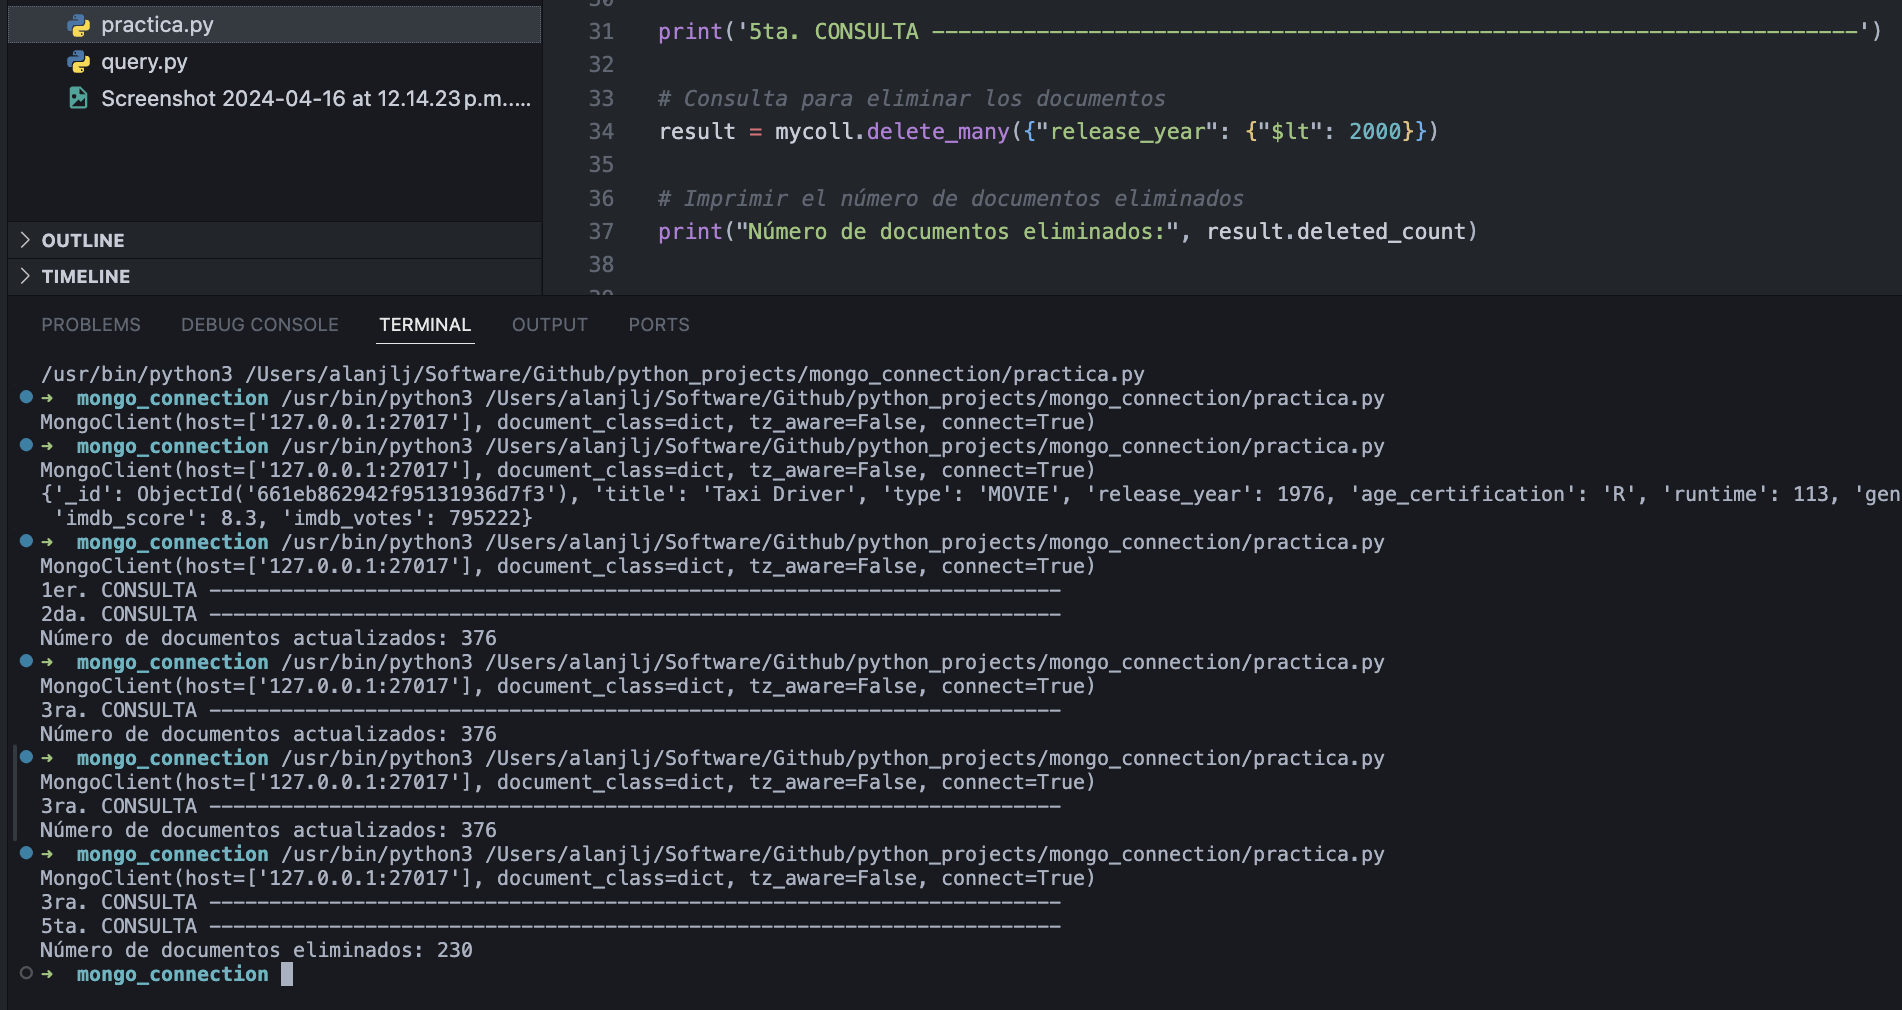 practica.py
query.py
Screenshot 2024-04-16 at 12.14.23 p.m.....
OUTLINE
TIMELINE
31 print('5ta. CONSULTA -----------------------------------------------------------------------')
32
33 # Consulta para eliminar los documentos
34 result = mycoll.delete_many({"release_year": {"$lt": 2000}})
35
36 # Imprimir el número de documentos eliminados
37 print("Número de documentos eliminados:", result.deleted_count)
38
PROBLEMS DEBUG CONSOLE TERMINAL OUTPUT PORTS
/usr/bin/python3 /Users/alanjlj/Software/Github/python_projects/mongo_connection/practica.py
➜ mongo_connection /usr/bin/python3 /Users/alanjlj/Software/Github/python_projects/mongo_connection/practica.py
MongoClient(host=['127.0.0.1:27017'], document_class=dict, tz_aware=False, connect=True)
➜ mongo_connection /usr/bin/python3 /Users/alanjlj/Software/Github/python_projects/mongo_connection/practica.py
MongoClient(host=['127.0.0.1:27017'], document_class=dict, tz_aware=False, connect=True)
{'_id': ObjectId('661eb862942f95131936d7f3'), 'title': 'Taxi Driver', 'type': 'MOVIE', 'release_year': 1976, 'age_certification': 'R', 'runtime': 113, 'gen
'imdb_score': 8.3, 'imdb_votes': 795222}
➜ mongo_connection /usr/bin/python3 /Users/alanjlj/Software/Github/python_projects/mongo_connection/practica.py
MongoClient(host=['127.0.0.1:27017'], document_class=dict, tz_aware=False, connect=True)
1er. CONSULTA -----------------------------------------------------------------------
2da. CONSULTA -----------------------------------------------------------------------
Número de documentos actualizados: 376
➜ mongo_connection /usr/bin/python3 /Users/alanjlj/Software/Github/python_projects/mongo_connection/practica.py
MongoClient(host=['127.0.0.1:27017'], document_class=dict, tz_aware=False, connect=True)
3ra. CONSULTA -----------------------------------------------------------------------
Número de documentos actualizados: 376
➜ mongo_connection /usr/bin/python3 /Users/alanjlj/Software/Github/python_projects/mongo_connection/practica.py
MongoClient(host=['127.0.0.1:27017'], document_class=dict, tz_aware=False, connect=True)
3ra. CONSULTA -----------------------------------------------------------------------
Número de documentos actualizados: 376
➜ mongo_connection /usr/bin/python3 /Users/alanjlj/Software/Github/python_projects/mongo_connection/practica.py
MongoClient(host=['127.0.0.1:27017'], document_class=dict, tz_aware=False, connect=True)
3ra. CONSULTA -----------------------------------------------------------------------
5ta. CONSULTA -----------------------------------------------------------------------
Número de documentos eliminados: 230
➜ mongo_connection